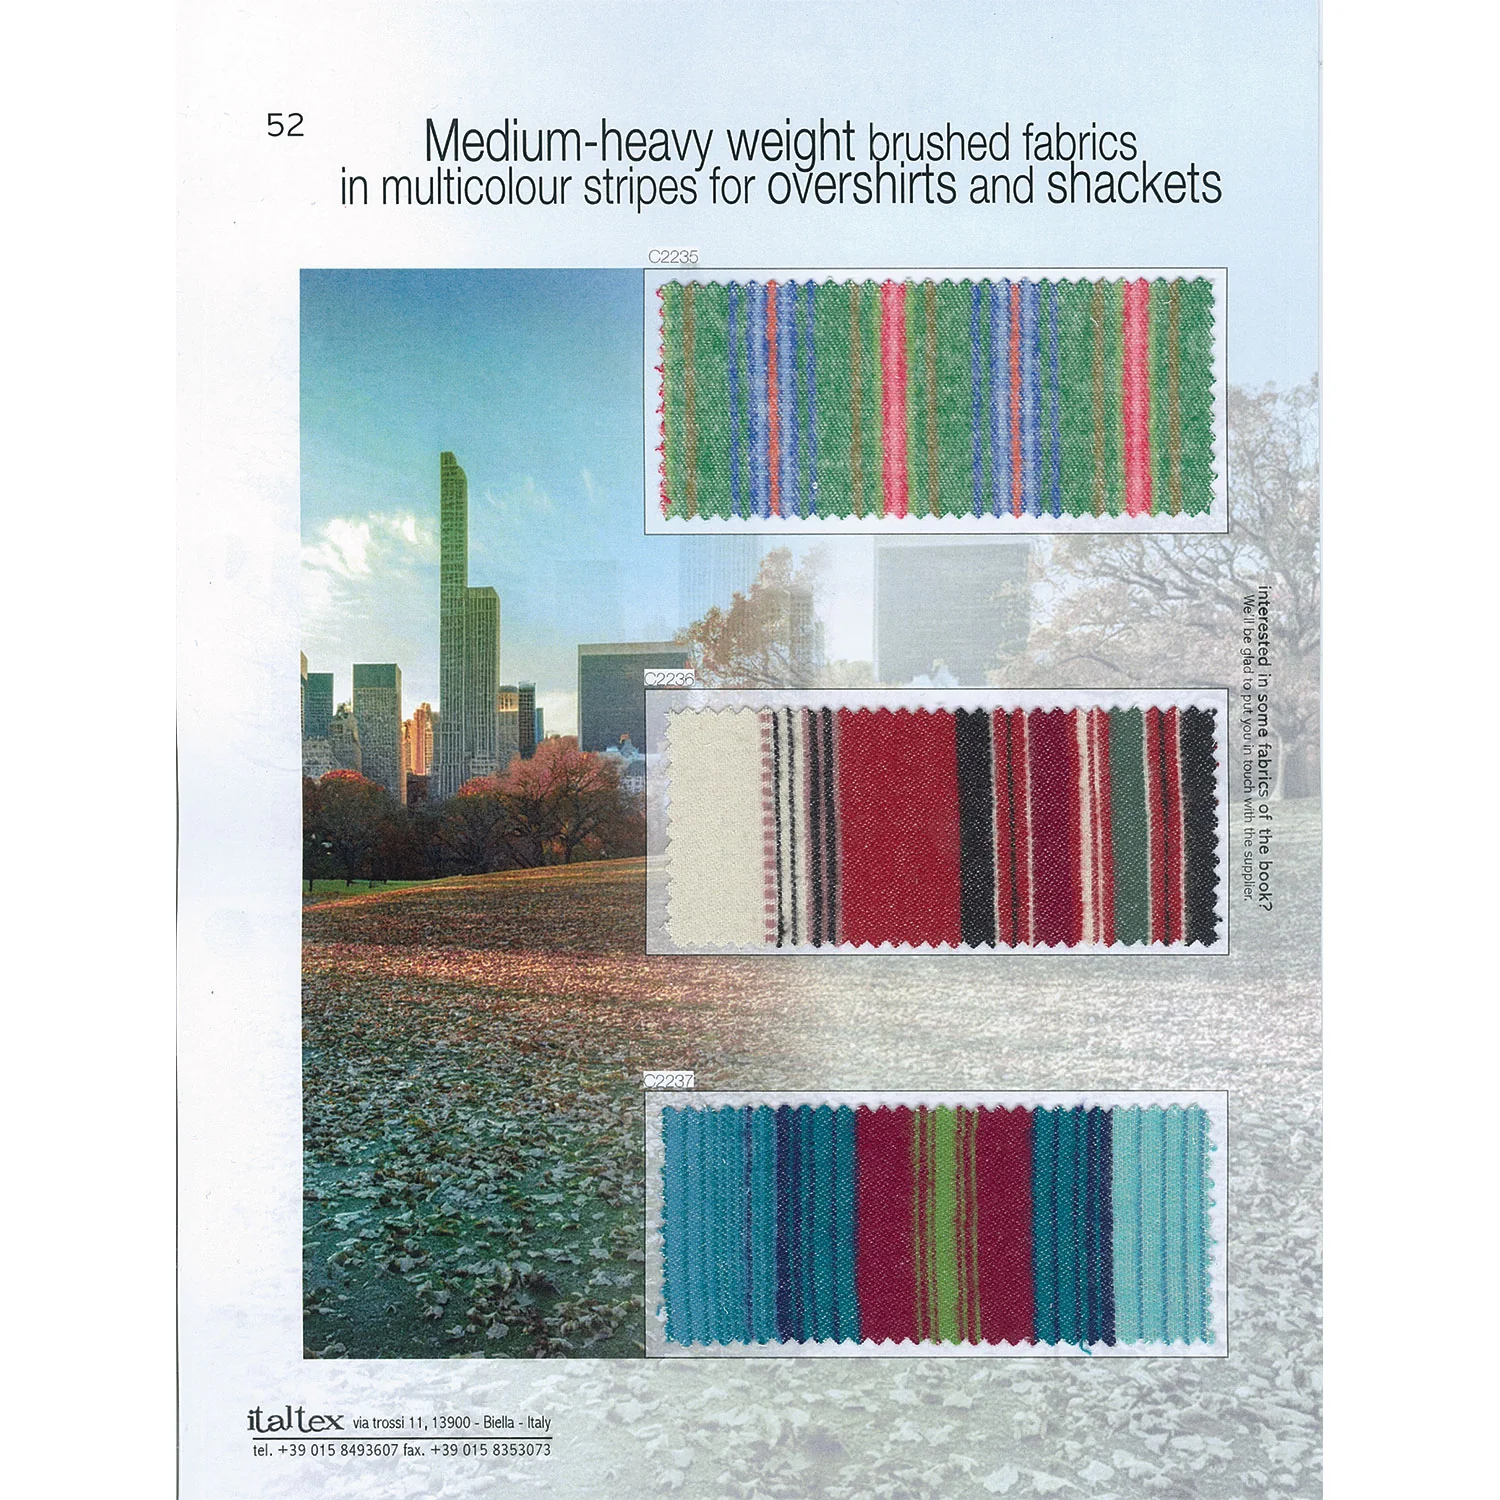 52
Medium-heavy weight brushed fabrics
in multicolour stripes for overshirts and shackets
C2235
C2236
C2237
interested in some fabrics of the book?
We'll be glad to put you in touch with the supplier.
italtex via trossi 11, 13900 - Biella - Italy
tel. +39 015 8493607 fax. +39 015 8353073